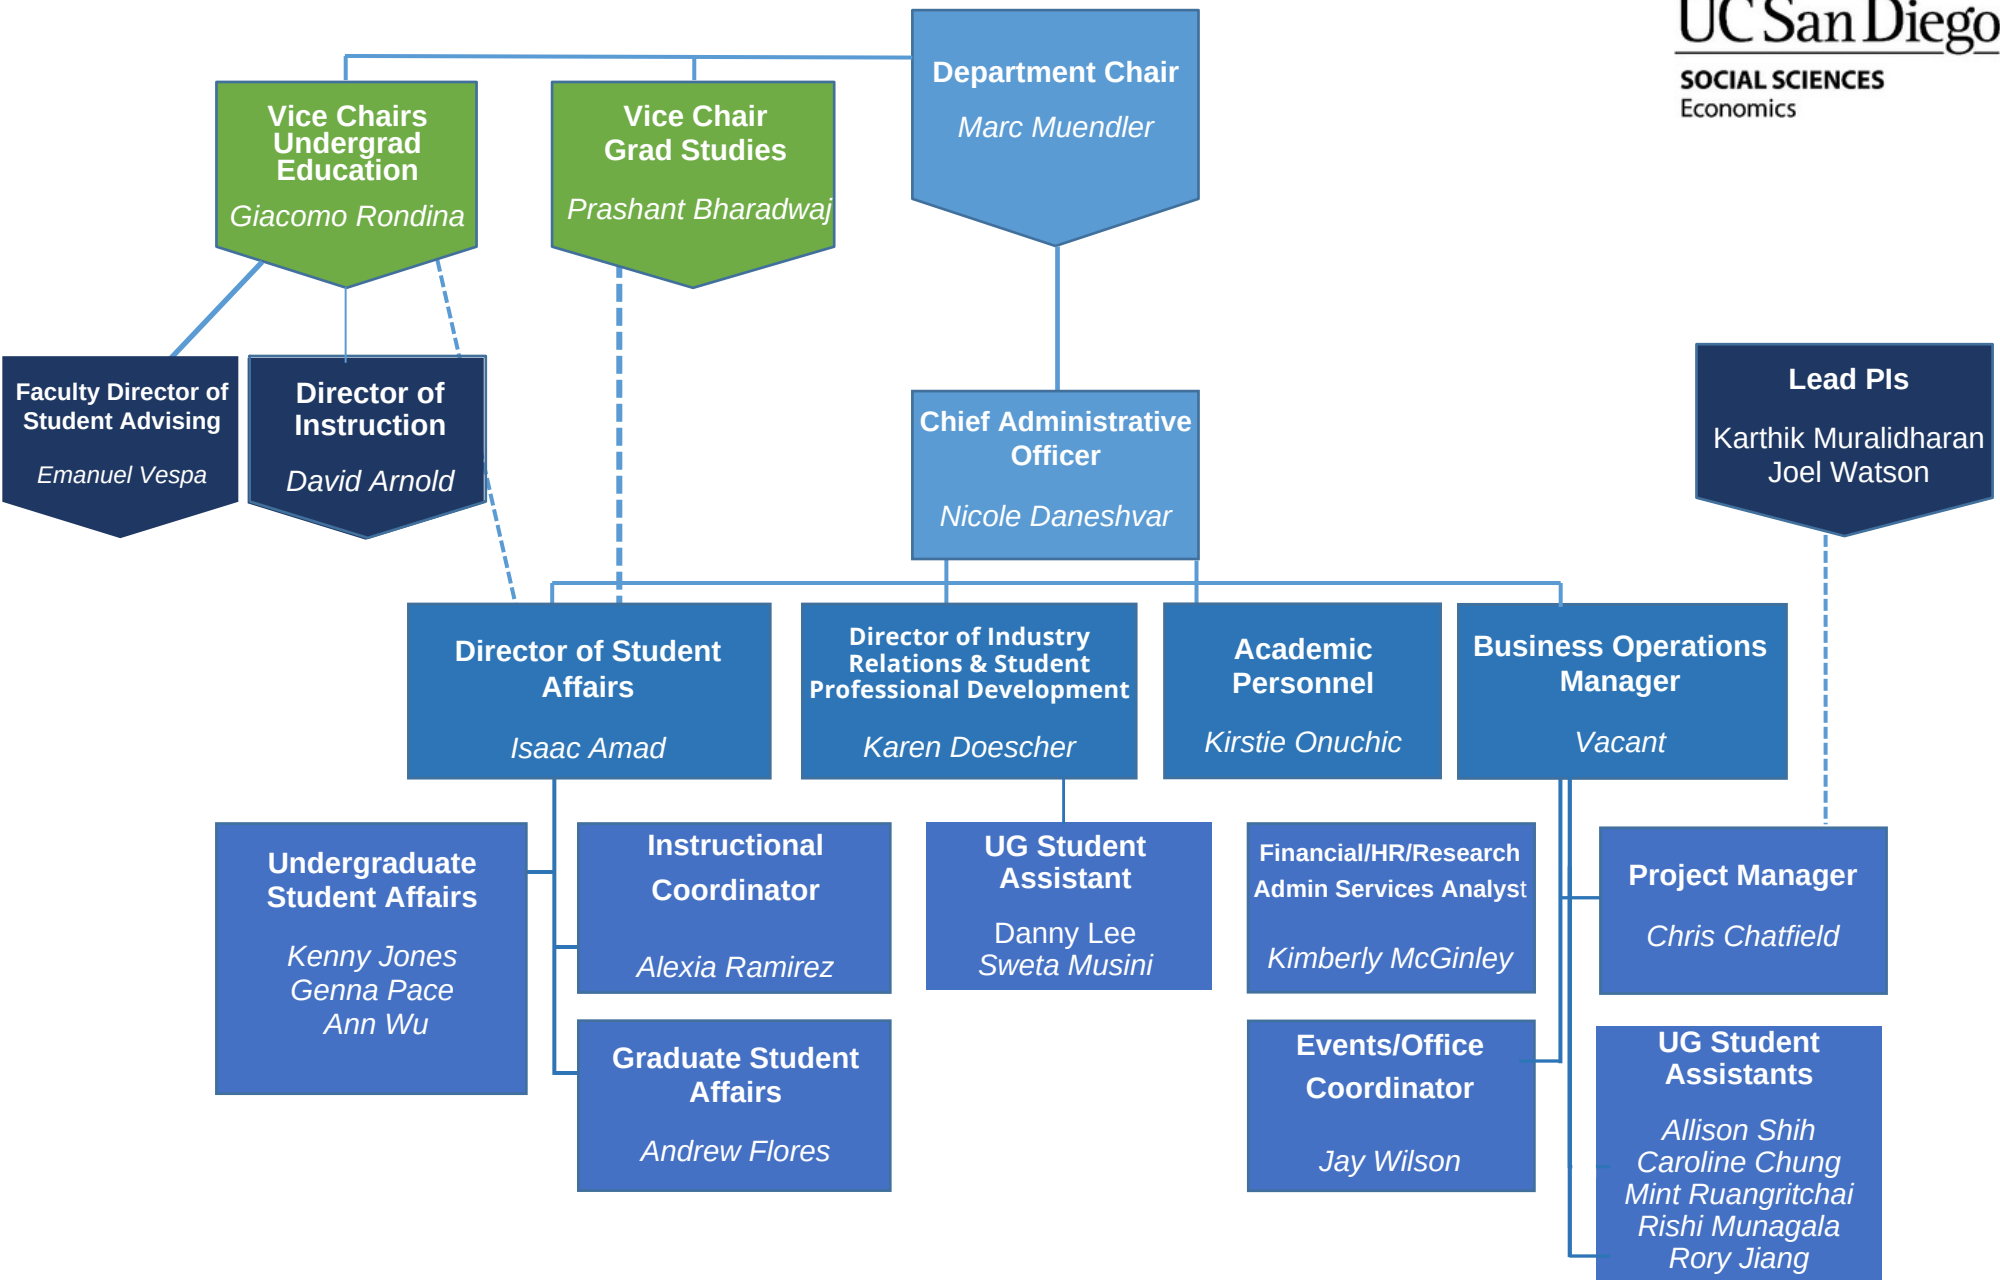 UC San Diego
SOCIAL SCIENCES
Economics
Department Chair
Marc Muendler
Vice Chairs
Undergrad
Education
Giacomo Rondina
Vice Chair
Grad Studies
Prashant Bharadwaj
Faculty Director of
Student Advising
Emanuel Vespa
Director of
Instruction
David Arnold
Chief Administrative
Officer
Nicole Daneshvar
Lead PIs
Karthik Muralidharan
Joel Watson
Director of Student
Affairs
Isaac Amad
Director of Industry
Relations & Student
Professional Development
Karen Doescher
Academic
Personnel
Kirstie Onuchic
Business Operations
Manager
Vacant
Undergraduate
Student Affairs
Kenny Jones
Genna Pace
Ann Wu
Instructional
Coordinator
Alexia Ramirez
UG Student
Assistant
Danny Lee
Sweta Musini
Financial/HR/Research
Admin Services Analyst
Kimberly McGinley
Project Manager
Chris Chatfield
Graduate Student
Affairs
Andrew Flores
Events/Office
Coordinator
Jay Wilson
UG Student
Assistants
Allison Shih
Caroline Chung
Mint Ruangritchai
Rishi Munagala
Rory Jiang